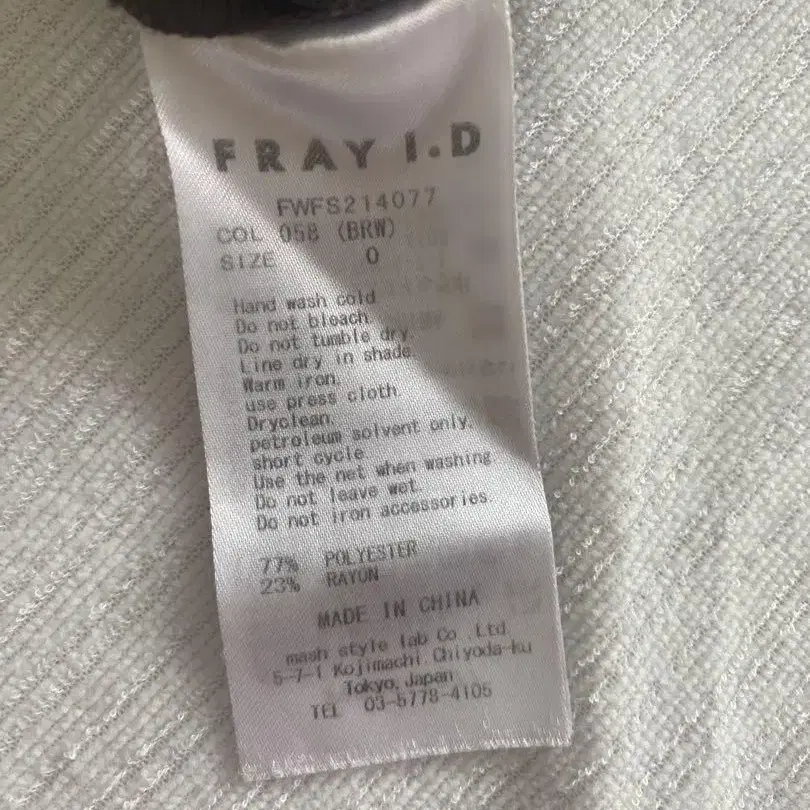 FRAY I.D
FWFS214077
COL 058 (BRW)
SIZE 0
Hand wash cold
Do not bleach.
Do not tumble dry.
Line dry in shade.
Warm iron.
use press cloth.
Dryclean.
petroleum solvent only.
short cycle.
Use the net when washing.
Do not leave wet.
Do not iron accessories.
77% POLYESTER
23% RAYON
MADE IN CHINA
mash style lab Co.,Ltd.
5-7-1 Kojimachi,Chiyoda-ku
Tokyo,Japan
TEL 03-5778-4105